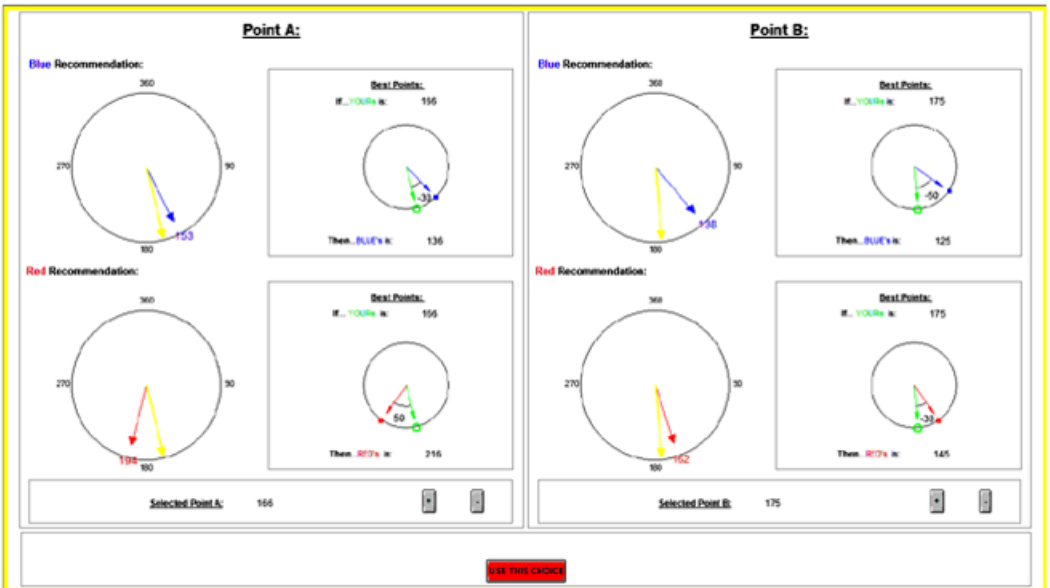 Point A:
Blue Recommendation:
360
270
90
153
180
Best Points:
If...YOURs is: 166
-30
Then...BLUE's is: 136
Red Recommendation:
360
270
90
194
180
Best Points:
If... YOURs is: 166
50
Then...RED's is: 216
Selected Point A: 166
+
-
Point B:
Blue Recommendation:
360
270
90
138
180
Best Points:
If...YOURs is: 175
-50
Then...BLUE's is: 125
Red Recommendation:
360
270
90
162
180
Best Points:
If... YOURs is: 175
-30
Then...RED's is: 145
Selected Point B: 175
+
-
USE THIS CHOICE